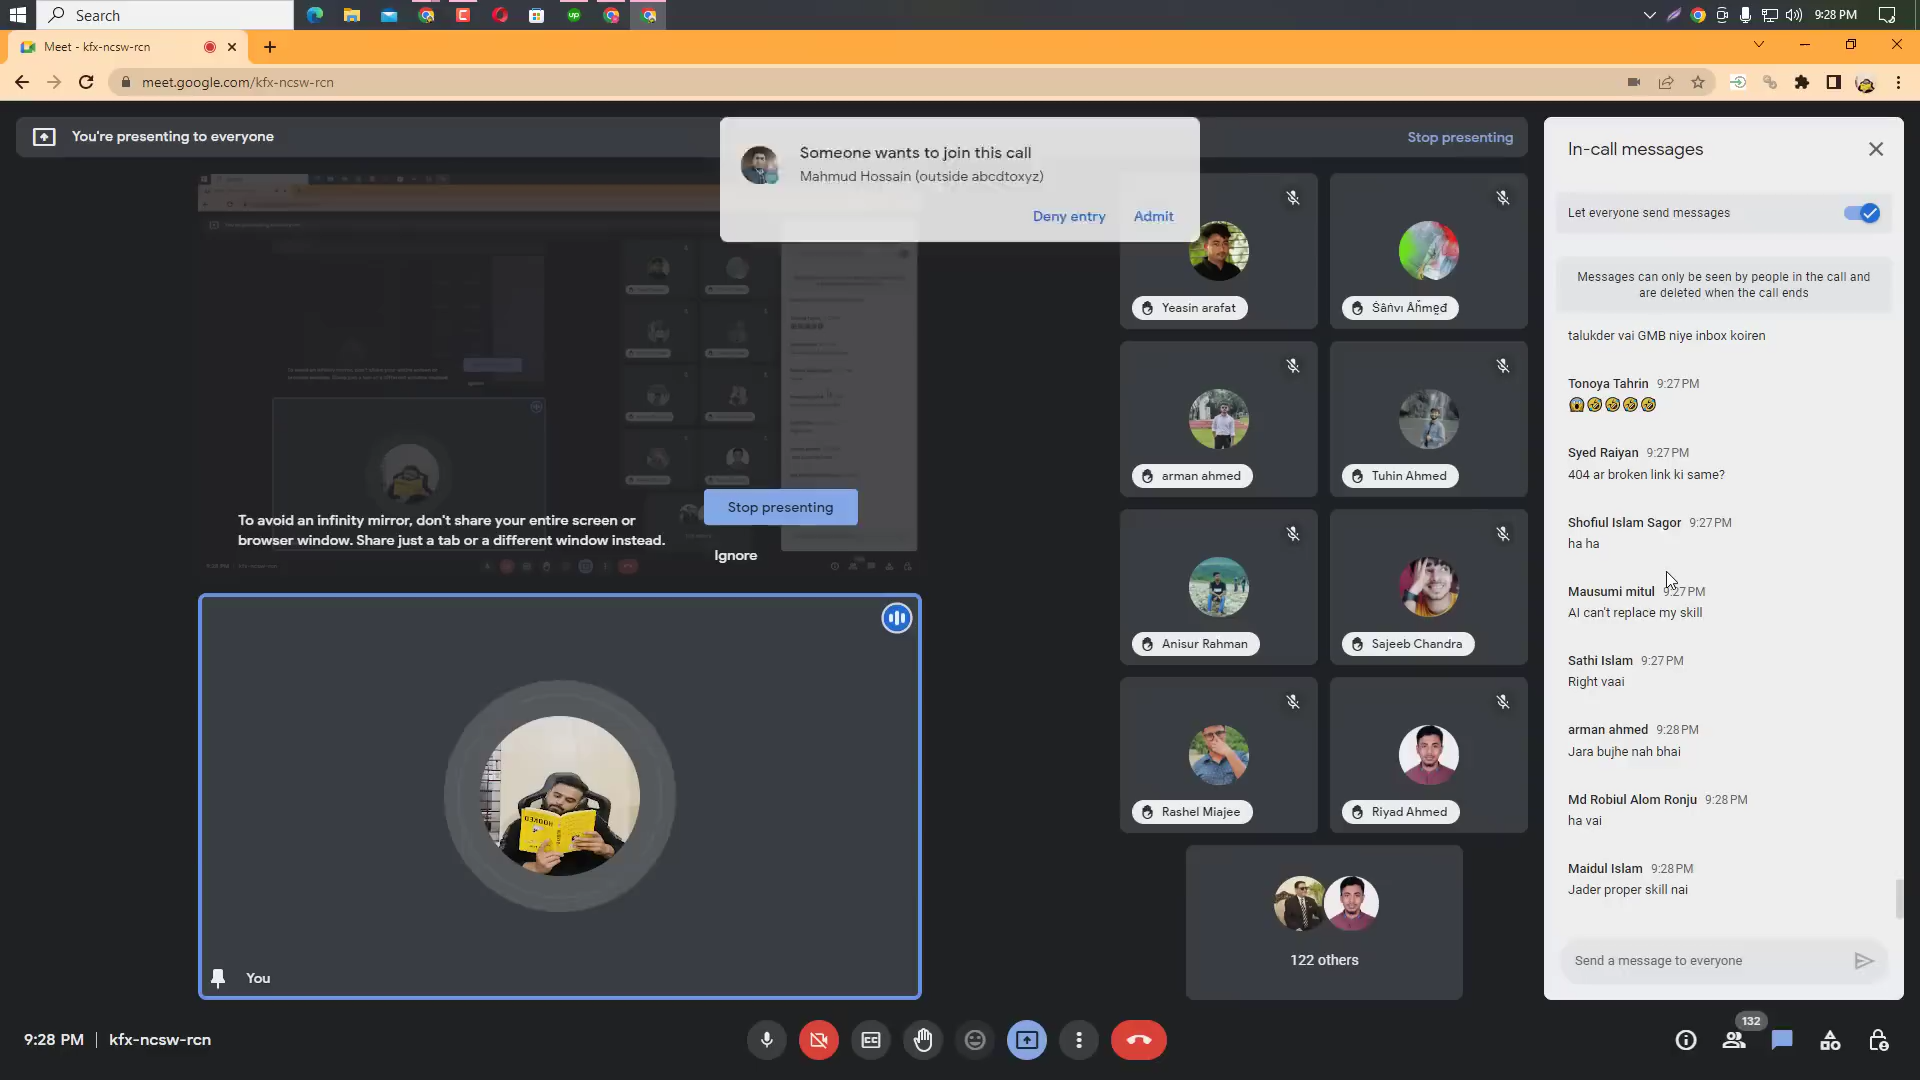 Search
9:28 PM
Meet - kfx-ncsw-rcn
meet.google.com/kfx-ncsw-rcn
You're presenting to everyone
Stop presenting
Someone wants to join this call
Mahmud Hossain (outside abcdtoxyz)
Deny entry
Admit
To avoid an infinity mirror, don't share your entire screen or
browser window. Share just a tab or a different window instead.
Stop presenting
Ignore
You
Yeasin arafat
arman ahmed
Tuhin Ahmed
Anisur Rahman
Sajeeb Chandra
Rashel Miajee
Riyad Ahmed
122 others
In-call messages
Let everyone send messages
Messages can only be seen by people in the call and
are deleted when the call ends
talukder vai GMB niye inbox koiren
Tonoya Tahrin 9:27 PM
😱🤣🤣🤣🤣
Syed Raiyan 9:27 PM
404 ar broken link ki same?
Shofiul Islam Sagor 9:27 PM
ha ha
Mausumi mitul 9:27 PM
AI can't replace my skill
Sathi Islam 9:27 PM
Right vaai
arman ahmed 9:28 PM
Jara bujhe nah bhai
Md Robiul Alom Ronju 9:28 PM
ha vai
Maidul Islam 9:28 PM
Jader proper skill nai
Send a message to everyone
9:28 PM | kfx-ncsw-rcn
132